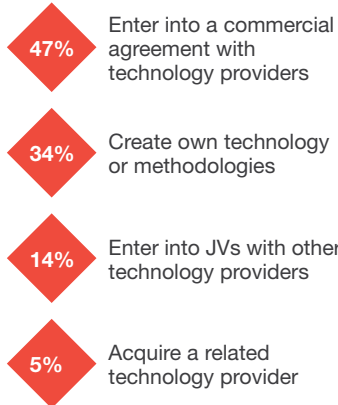 47%
Enter into a commercial
agreement with
technology providers
34%
Create own technology
or methodologies
14%
Enter into JVs with other
technology providers
5%
Acquire a related
technology provider